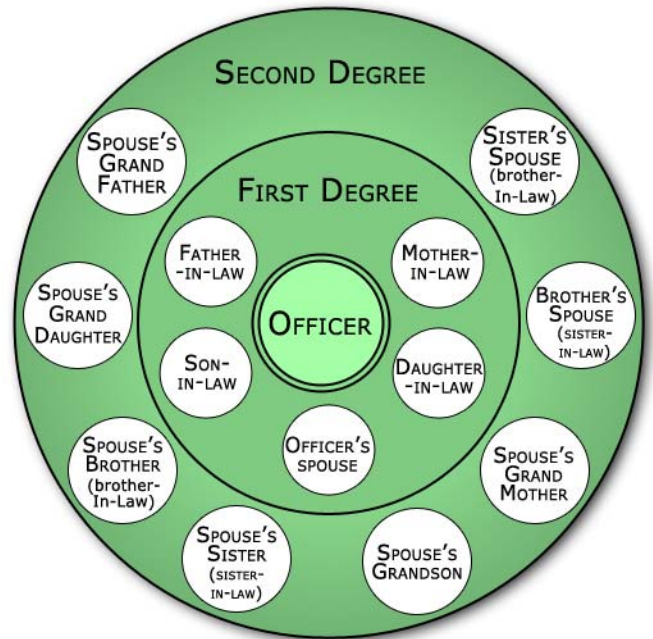 SECOND DEGREE
SPOUSE'S
GRAND
FATHER
SISTER'S
SPOUSE
(brother-
In-Law)
FIRST DEGREE
FATHER
-IN-LAW
MOTHER-
IN-LAW
SPOUSE'S
GRAND
DAUGHTER
OFFICER
BROTHER'S
SPOUSE
(SISTER-
IN-LAW)
SON-
IN-LAW
DAUGHTER
-IN-LAW
OFFICER'S
SPOUSE
SPOUSE'S
BROTHER
(brother-
In-Law)
SPOUSE'S
GRAND
MOTHER
SPOUSE'S
SISTER
(SISTER-
IN-LAW)
SPOUSE'S
GRANDSON